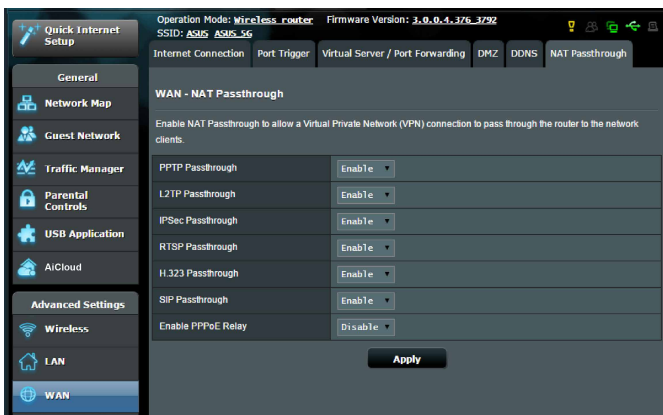 Quick Internet
Setup
Operation Mode: Wireless router Firmware Version: 3.0.0.4.376_3792
SSID: ASUS ASUS_5G
Internet Connection Port Trigger Virtual Server / Port Forwarding DMZ DDNS NAT Passthrough
General
Network Map
Guest Network
Traffic Manager
Parental
Controls
USB Application
AiCloud
Advanced Settings
Wireless
LAN
WAN
WAN - NAT Passthrough
Enable NAT Passthrough to allow a Virtual Private Network (VPN) connection to pass through the router to the network
clients.
PPTP Passthrough Enable
L2TP Passthrough Enable
IPSec Passthrough Enable
RTSP Passthrough Enable
H.323 Passthrough Enable
SIP Passthrough Enable
Enable PPPoE Relay Disable
Apply